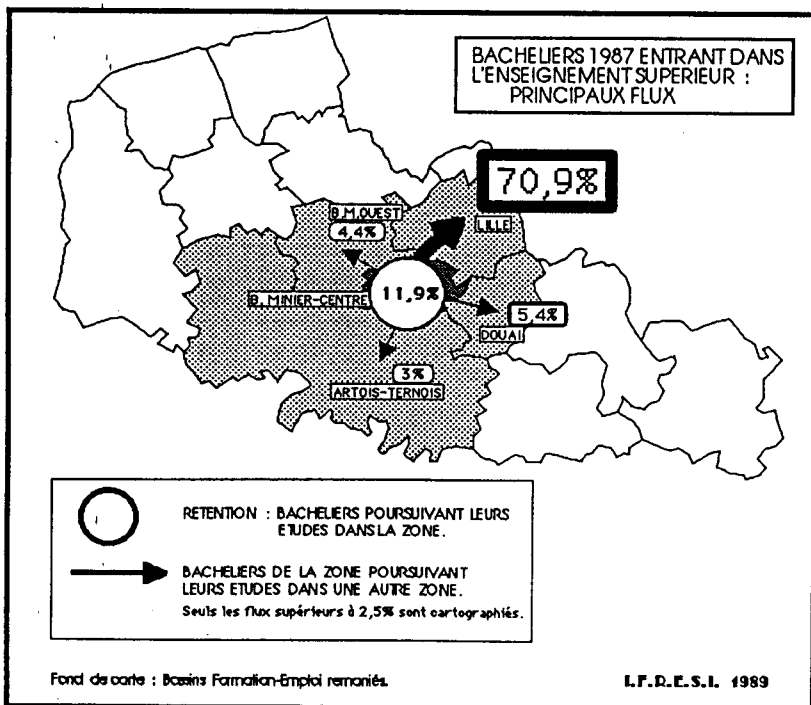 BACHELIERS 1987 ENTRANT DANS
L'ENSEIGNEMENT SUPERIEUR :
PRINCIPAUX FLUX
70,9%
B.M.OUEST
4,4%
LILLE
B. MINIER-CENTRE
11,9%
5,4%
DOUAI
3%
ARTOIS-TERNOIS
RETENTION : BACHELIERS POURSUIVANT LEURS
ETUDES DANS LA ZONE.
BACHELIERS DE LA ZONE POURSUIVANT
LEURS ETUDES DANS UNE AUTRE ZONE.
Seuls les flux supérieurs à 2,5% sont cartographiés.
Fond de carte : Bassins Formation-Emploi remaniés.
I.F.R.E.S.I. 1989